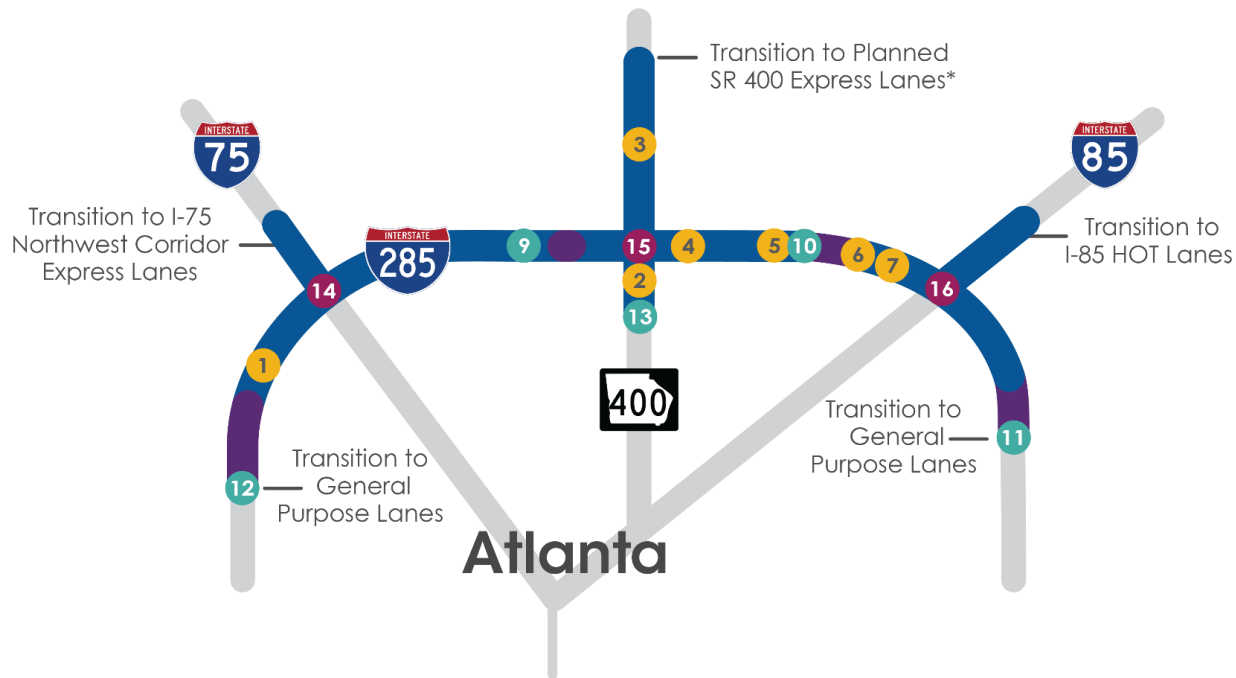 Transition to Planned
SR 400 Express Lanes*
INTERSTATE
75
INTERSTATE
85
3
Transition to I-75
Northwest Corridor
Express Lanes
Transition to
I-85 HOT Lanes
INTERSTATE
285
9
15
4
5
10
6
7
2
14
16
13
1
400
Transition to
General
Purpose Lanes
11
Transition to
General
Purpose Lanes
12
Atlanta